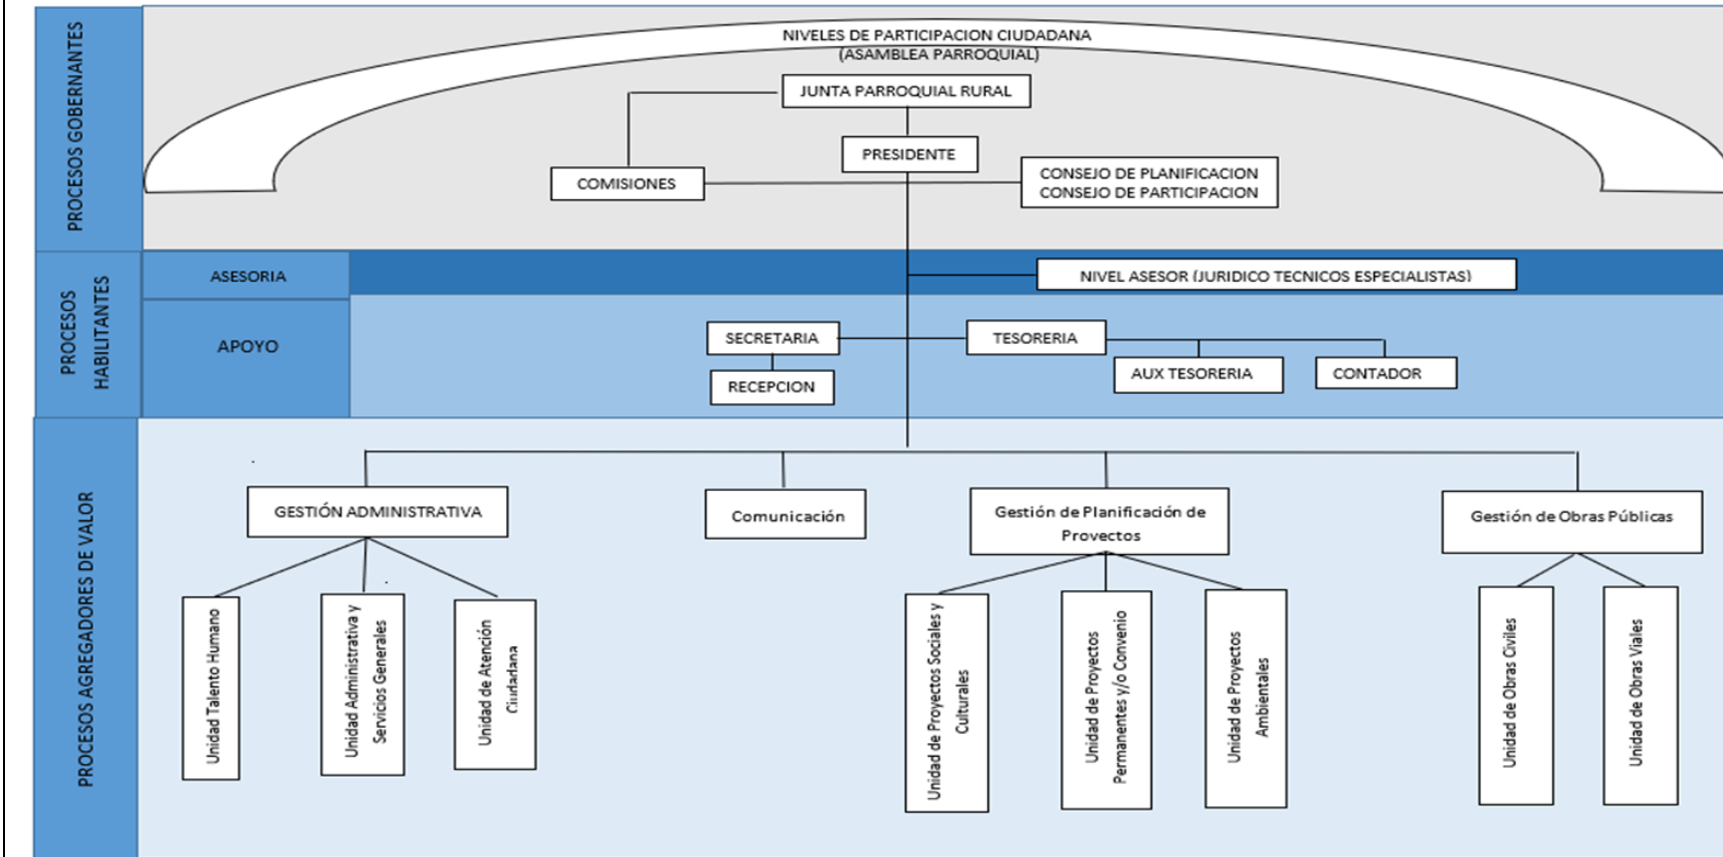 NIVELES DE PARTICIPACION CIUDADANA
(ASAMBLEA PARROQUIAL)
PROCESOS GOBERNANTES
JUNTA PARROQUIAL RURAL
PRESIDENTE
COMISIONES
CONSEJO DE PLANIFICACION
CONSEJO DE PARTICIPACION
PROCESOS
HABILITANTES
ASESORIA
NIVEL ASESOR (JURIDICO TECNICOS ESPECIALISTAS)
APOYO
SECRETARIA
TESORERIA
RECEPCION
AUX TESORERIA
CONTADOR
PROCESOS AGREGADORES DE VALOR
GESTIÓN ADMINISTRATIVA
Comunicación
Gestión de Planificación de
Proyectos
Gestión de Obras Públicas
Unidad Talento Humano
Unidad Administrativa y
Servicios Generales
Unidad de Atención
Ciudadana
Unidad de Proyectos Sociales y
Culturales
Unidad de Proyectos
Permanentes y/o Convenio
Unidad de Proyectos
Ambientales
Unidad de Obras Civiles
Unidad de Obras Viales